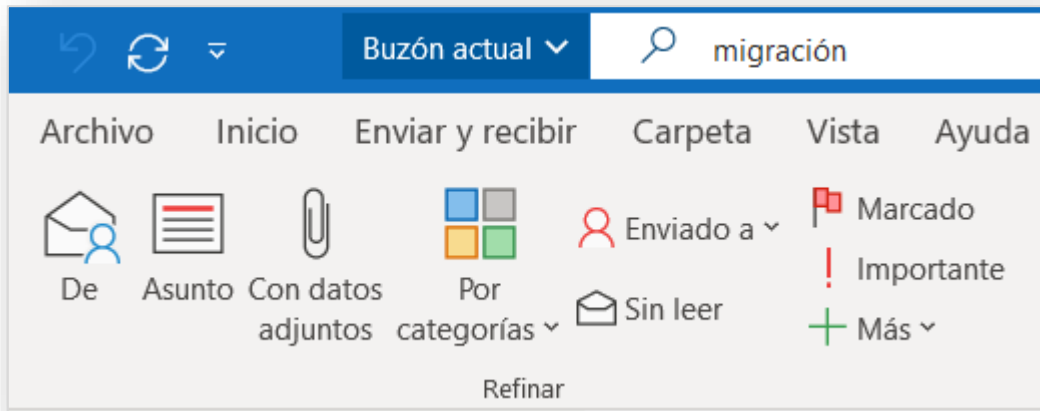 Buzón actual migración
Archivo Inicio Enviar y recibir Carpeta Vista Ayuda
De Asunto Con datos adjuntos Por categorías
Enviado a
Sin leer
Marcado
Importante
Más
Refinar